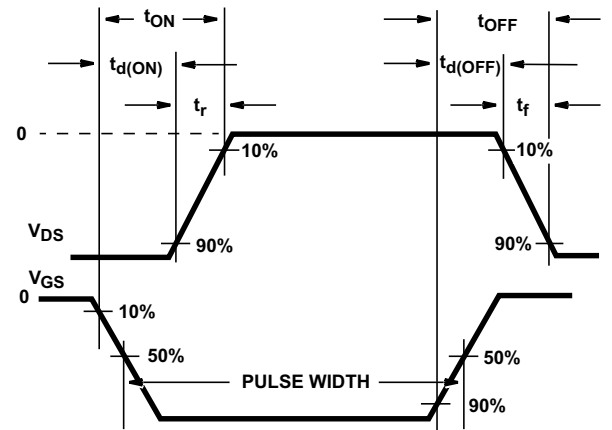 tON tOFF
td(ON) td(OFF)
tr tf
0
10% 10%
VDS 90% 90%
VGS
0
10%
50% 50%
PULSE WIDTH
90%